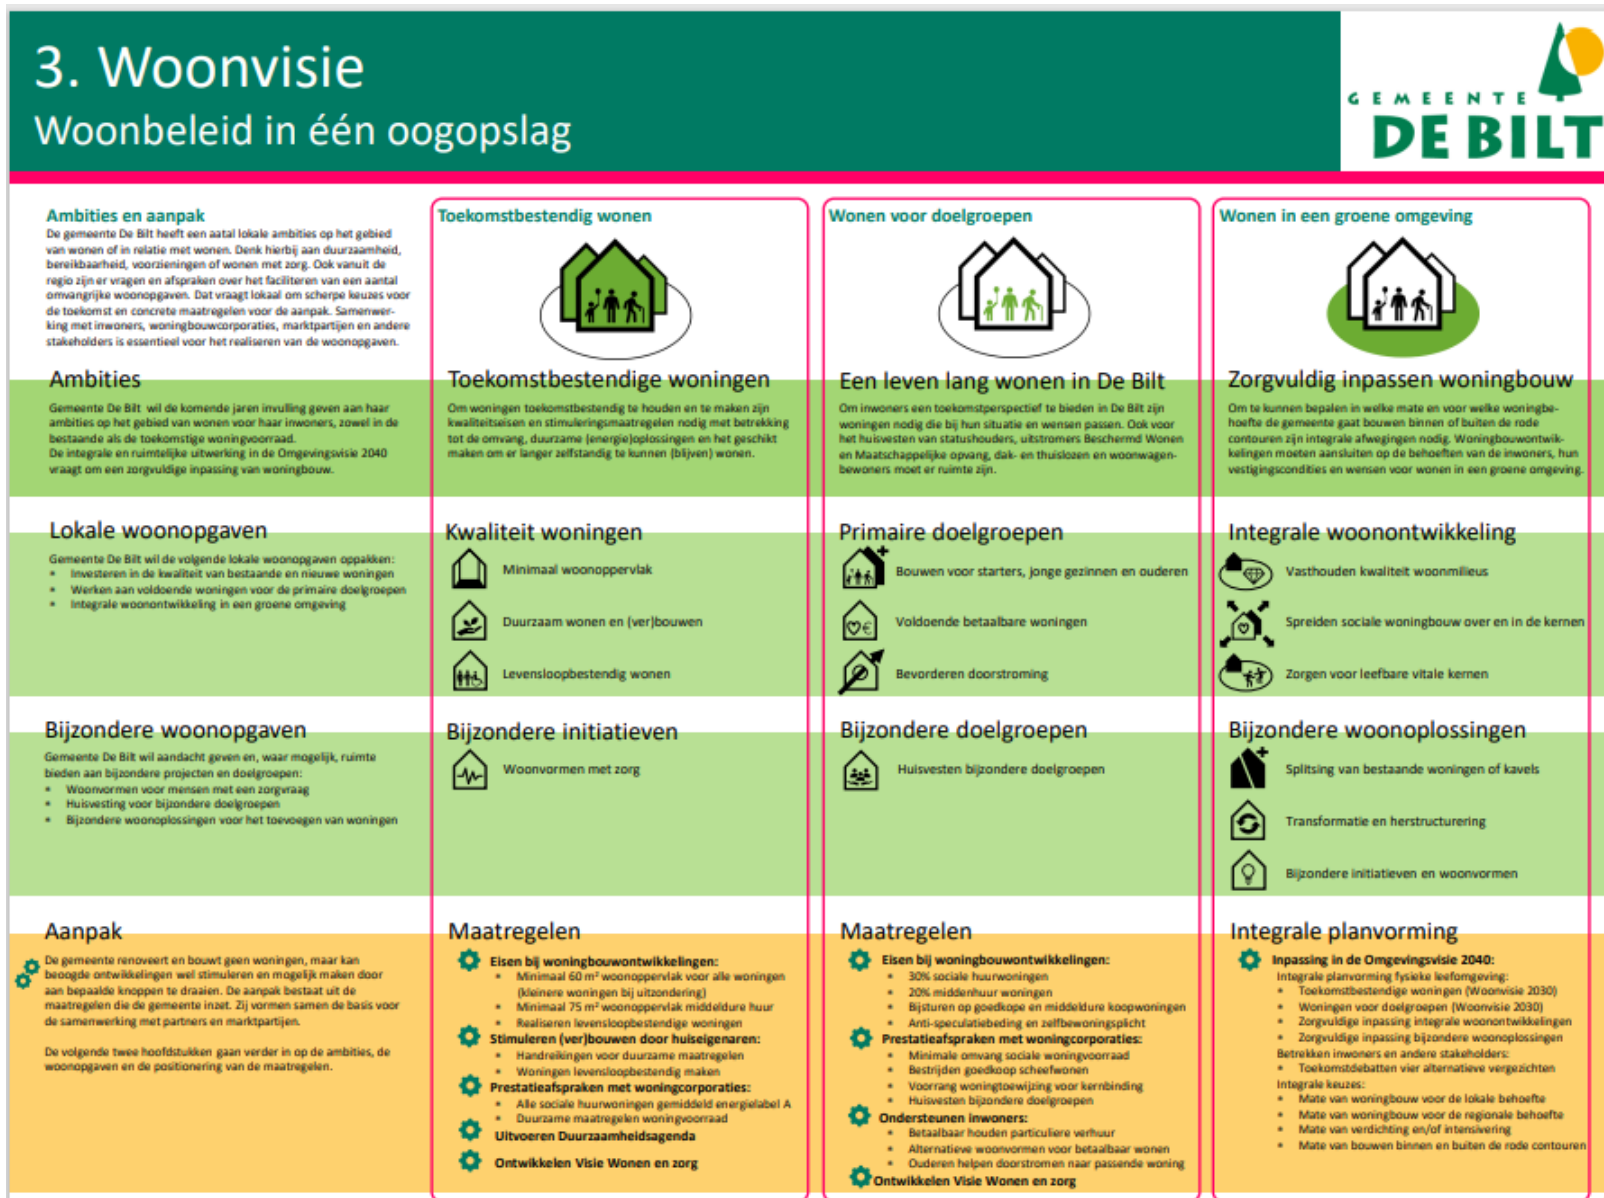 3. Woonvisie
Woonbeleid in één oogopslag
GEMEENTE
DE BILT
Ambities en aanpak
De gemeente De Bilt heeft een aatal lokale ambities op het gebied
van wonen of in relatie met wonen. Denk hierbij aan duurzaamheid,
bereikbaarheid, voorzieningen of wonen met zorg. Ook vanuit de
regio zijn er vragen en afspraken over het faciliteren van een aantal
omvangrijke woonopgaven. Dat vraagt lokaal om scherpe keuzes voor
de toekomst en concrete maatregelen voor de aanpak. Samenwer-
king met inwoners, woningbouwcorporaties, marktpartijen en andere
stakeholders is essentieel voor het realiseren van de woonopgaven.
Toekomstbestendig wonen
Wonen voor doelgroepen
Wonen in een groene omgeving
Ambities
Gemeente De Bilt wil de komende jaren invulling geven aan haar
ambities op het gebied van wonen voor haar inwoners, zowel in de
bestaande als de toekomstige woningvoorraad.
De integrale en ruimtelijke uitwerking in de Omgevingsvisie 2040
vraagt om een zorgvuldige inpassing van woningbouw.
Toekomstbestendige woningen
Om woningen toekomstbestendig te houden en te maken zijn
kwaliteitseisen en stimuleringsmaatregelen nodig met betrekking
tot de omvang, duurzame (energie)oplossingen en het geschikt
maken om er langer zelfstandig te kunnen (blijven) wonen.
Een leven lang wonen in De Bilt
Om inwoners een toekomstperspectief te bieden in De Bilt zijn
woningen nodig die bij hun situatie en wensen passen. Ook voor
het huisvesten van statushouders, uitstromers Beschermd Wonen
en Maatschappelijke opvang, dak- en thuislozen en woonwagen-
bewoners moet er ruimte zijn.
Zorgvuldig inpassen woningbouw
Om te kunnen bepalen in welke mate en voor welke woningbe-
hoefte de gemeente gaat bouwen binnen of buiten de rode
contouren zijn integrale afwegingen nodig. Woningbouwontwik-
kelingen moeten aansluiten op de behoeften van de inwoners, hun
vestigingscondities en wensen voor wonen in een groene omgeving.
Lokale woonopgaven
Gemeente De Bilt wil de volgende lokale woonopgaven oppakken:
• Investeren in de kwaliteit van bestaande en nieuwe woningen
• Werken aan voldoende woningen voor de primaire doelgroepen
• Integrale woonontwikkeling in een groene omgeving
Kwaliteit woningen
Minimaal woonoppervlak
Duurzaam wonen en (ver)bouwen
Levensloopbestendig wonen
Primaire doelgroepen
Bouwen voor starters, jonge gezinnen en ouderen
Voldoende betaalbare woningen
Bevorderen doorstroming
Integrale woonontwikkeling
Vasthouden kwaliteit woonmilieus
Spreiden sociale woningbouw over en in de kernen
Zorgen voor leefbare vitale kernen
Bijzondere woonopgaven
Gemeente De Bilt wil aandacht geven en, waar mogelijk, ruimte
bieden aan bijzondere projecten en doelgroepen:
• Woonvormen voor mensen met een zorgvraag
• Huisvesting voor bijzondere doelgroepen
• Bijzondere woonoplossingen voor het toevoegen van woningen
Bijzondere initiatieven
Woonvormen met zorg
Bijzondere doelgroepen
Huisvesten bijzondere doelgroepen
Bijzondere woonoplossingen
Splitsing van bestaande woningen of kavels
Transformatie en herstructurering
Bijzondere initiatieven en woonvormen
Aanpak
De gemeente renoveert en bouwt geen woningen, maar kan
beoogde ontwikkelingen wel stimuleren en mogelijk maken door
aan bepaalde knoppen te draaien. De aanpak bestaat uit de
maatregelen die de gemeente inzet. Zij vormen samen de basis voor
de samenwerking met partners en marktpartijen.
De volgende twee hoofdstukken gaan verder in op de ambities, de
woonopgaven en de positionering van de maatregelen.
Maatregelen
Eisen bij woningbouwontwikkelingen:
• Minimaal 60 m² woonoppervlak voor alle woningen
(kleinere woningen bij uitzondering)
• Minimaal 75 m² woonoppervlak middeldure huur
• Realiseren levensloopbestendige woningen
Stimuleren (ver)bouwen door huiseigenaren:
• Handreikingen voor duurzame maatregelen
• Woningen levensloopbestendig maken
Prestatieafspraken met woningcorporaties:
• Alle sociale huurwoningen gemiddeld energielabel A
• Duurzame maatregelen woningvoorraad
Uitvoeren Duurzaamheidsagenda
Ontwikkelen Visie Wonen en zorg
Maatregelen
Eisen bij woningbouwontwikkelingen:
• 30% sociale huurwoningen
• 20% middenhuur woningen
• Bijsturen op goedkope en middeldure koopwoningen
• Anti-speculatiebeding en zelfbewoningsplicht
Prestatieafspraken met woningcorporaties:
• Minimale omvang sociale woningvoorraad
• Bestrijden goedkoop scheefwonen
• Voorrang woningtoewijzing voor kernbinding
• Huisvesten bijzondere doelgroepen
Ondersteunen inwoners:
• Betaalbaar houden particuliere verhuur
• Alternatieve woonvormen voor betaalbaar wonen
• Ouderen helpen doorstromen naar passende woning
Ontwikkelen Visie Wonen en zorg
Integrale planvorming
Inpassing in de Omgevingsvisie 2040:
Integrale planvorming fysieke leefomgeving:
• Toekomstbestendige woningen (Woonvisie 2030)
• Woningen voor doelgroepen (Woonvisie 2030)
• Zorgvuldige inpassing integrale woonontwikkelingen
• Zorgvuldige inpassing bijzondere woonoplossingen
Betrekken inwoners en andere stakeholders:
• Toekomstdebatten vier alternatieve vergezichten
Integrale keuzes:
• Mate van woningbouw voor de lokale behoefte
• Mate van woningbouw voor de regionale behoefte
• Mate van verdichting en/of intensivering
• Mate van bouwen binnen en buiten de rode contouren